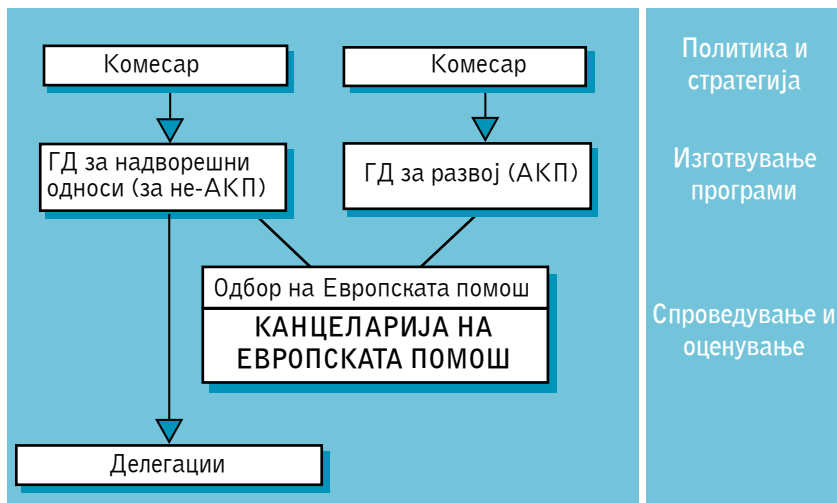 Комесар
Комесар
Политика и
стратегија
ГД за надворешни
односи (за не-АКП)
ГД за развој (АКП)
Изготвување
програми
Одбор на Европската помош
КАНЦЕЛАРИЈА НА
ЕВРОПСКАТА ПОМОШ
Спроведување и
оценување
Делегации